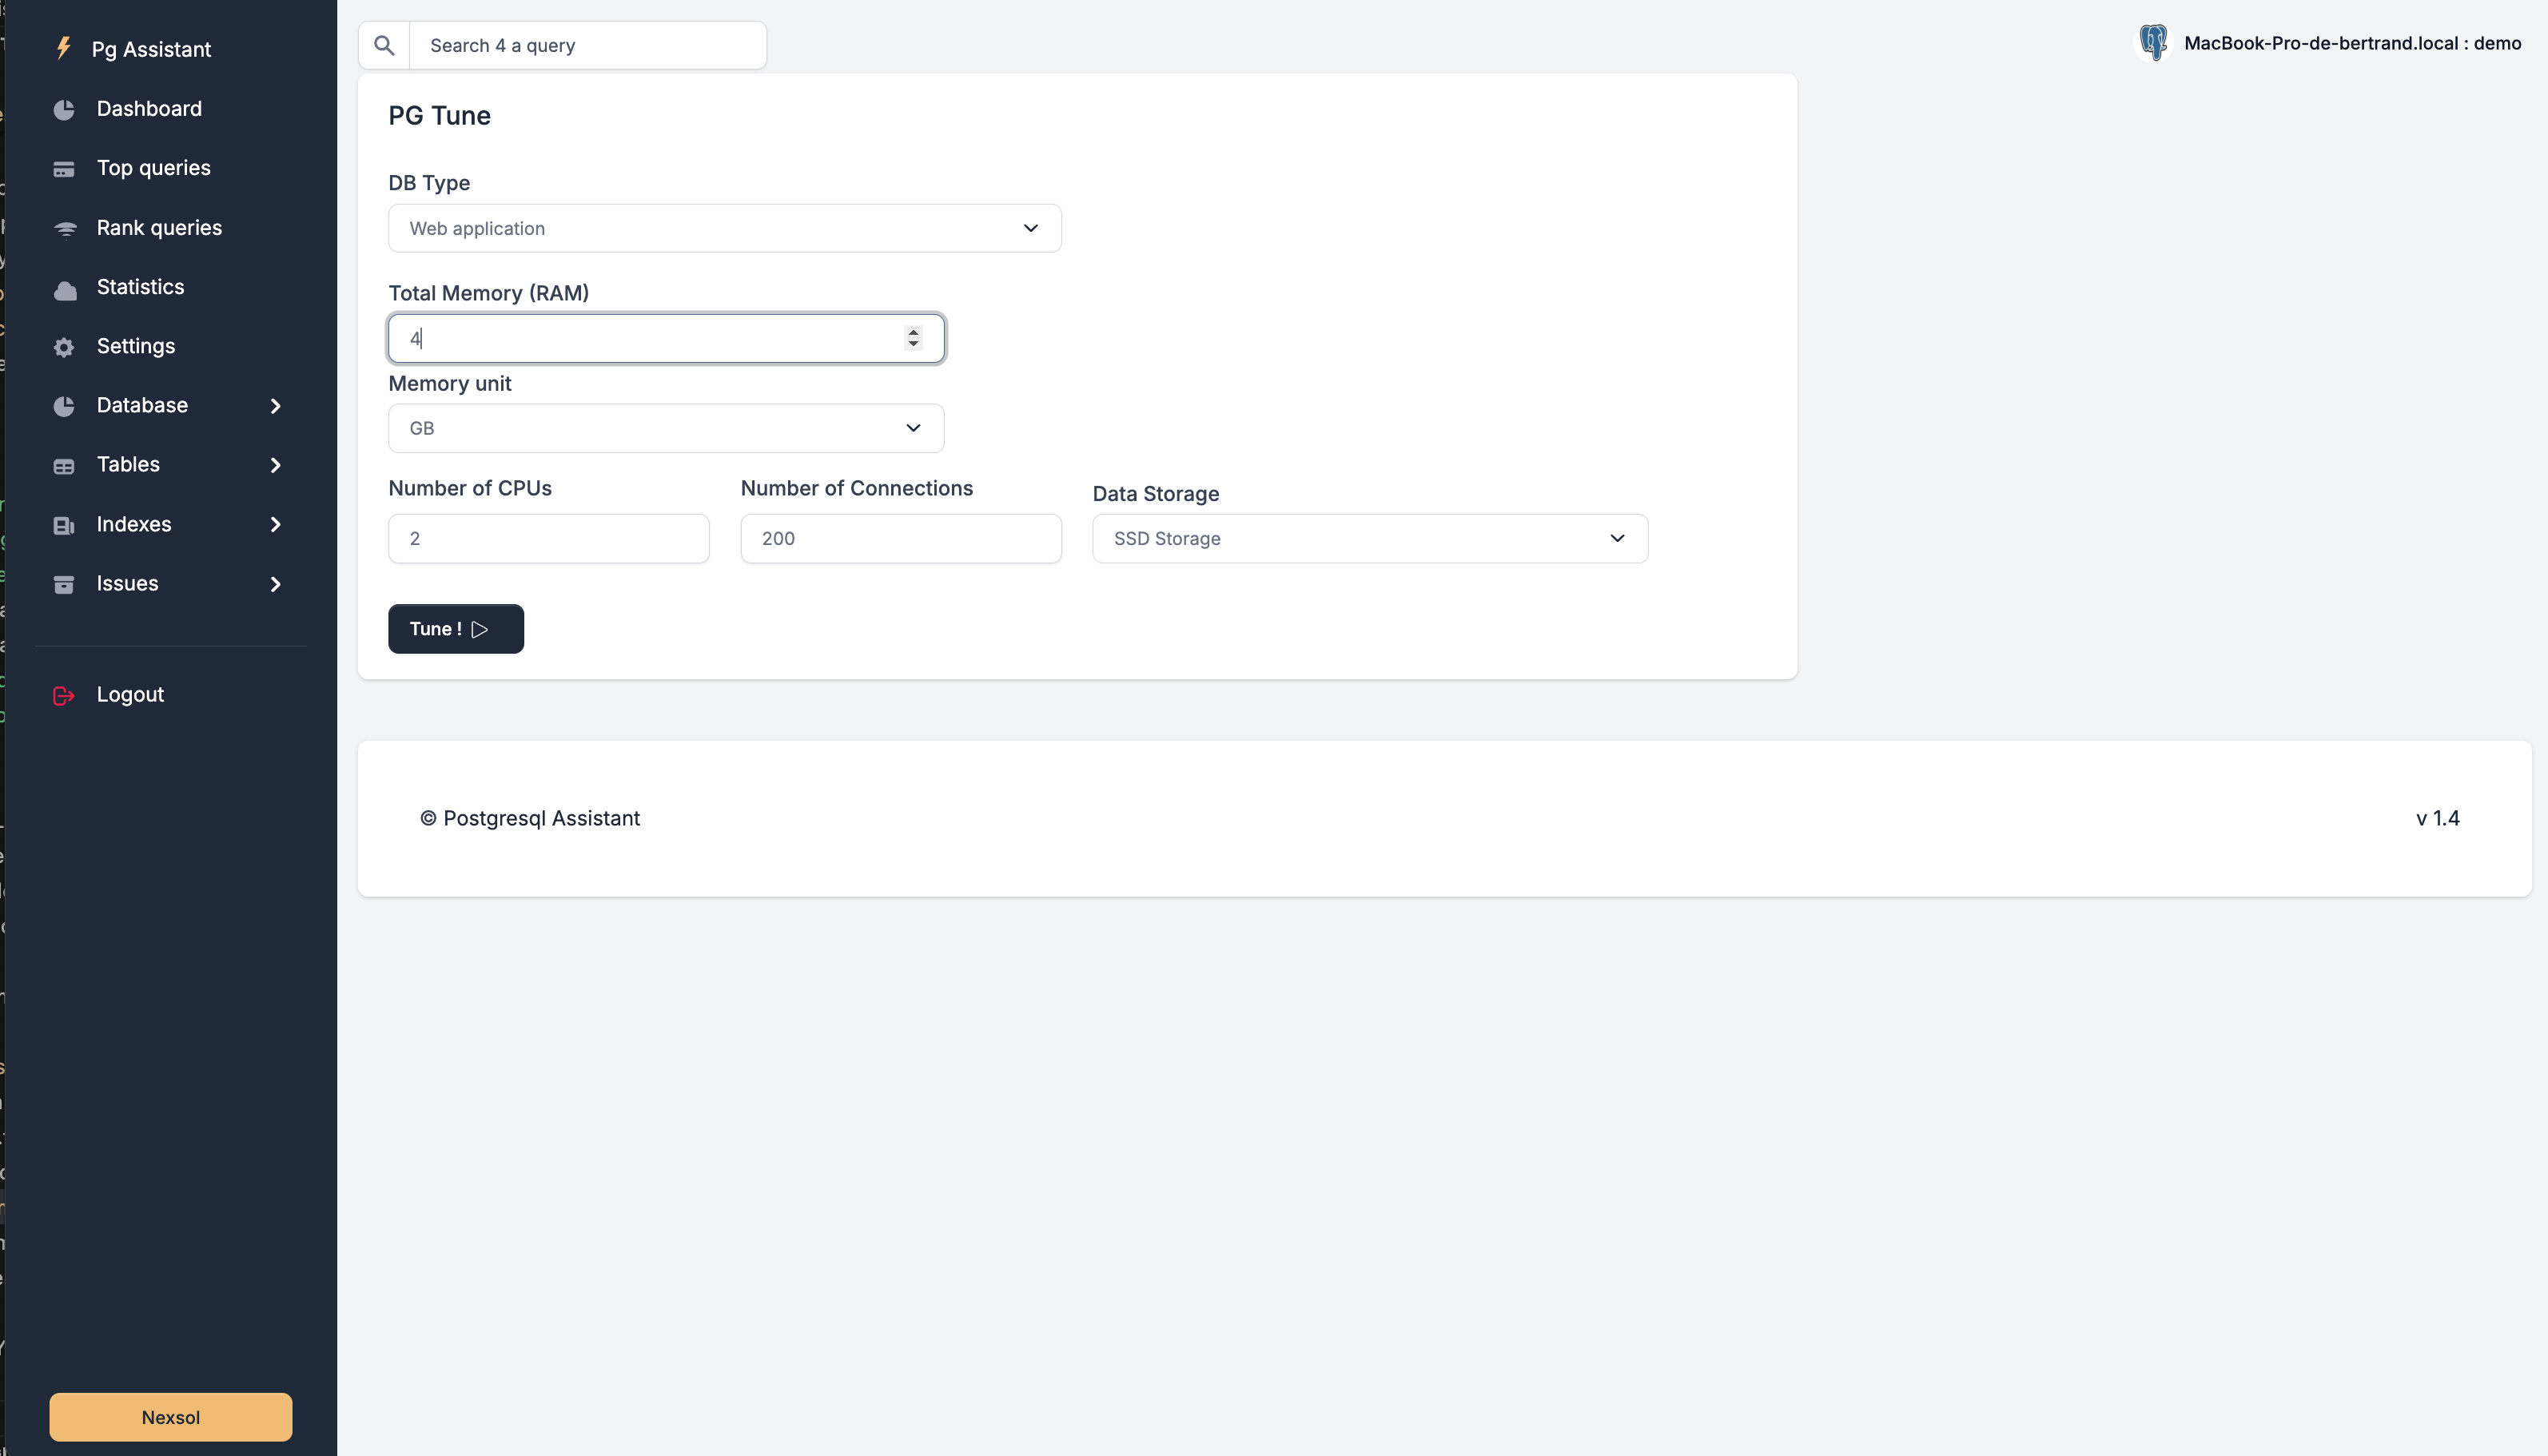 Pg Assistant
Dashboard
Top queries
Rank queries
Statistics
Settings
Database
Tables
Indexes
Issues
Logout
Nexsol
Search 4 a query
MacBook-Pro-de-bertrand.local : demo
PG Tune
DB Type
Web application
Total Memory (RAM)
4
Memory unit
GB
Number of CPUs
Number of Connections
Data Storage
2
200
SSD Storage
Tune !
© Postgresql Assistant
v 1.4